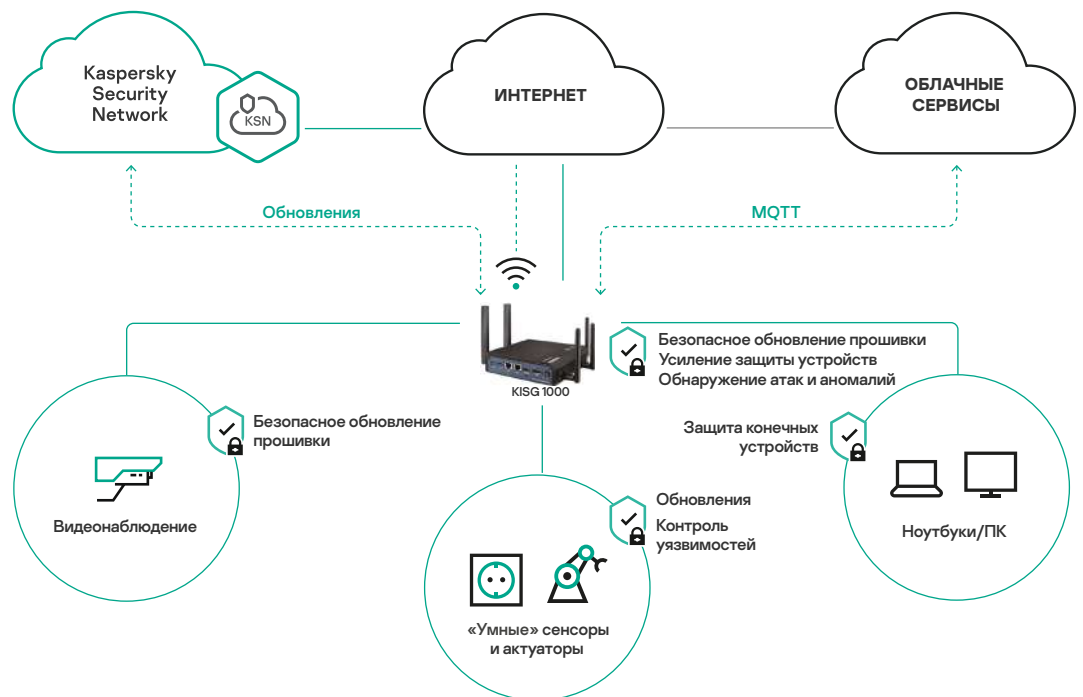 Kaspersky
Security
Network
KSN
ИНТЕРНЕТ
ОБЛАЧНЫЕ
СЕРВИСЫ
Обновления
MQTT
KISG 1000
Безопасное обновление прошивки
Усиление защиты устройств
Обнаружение атак и аномалий
Безопасное обновление
прошивки
Защита конечных
устройств
Видеонаблюдение
Обновления
Контроль
уязвимостей
Ноутбуки/ПК
«Умные» сенсоры
и актуаторы